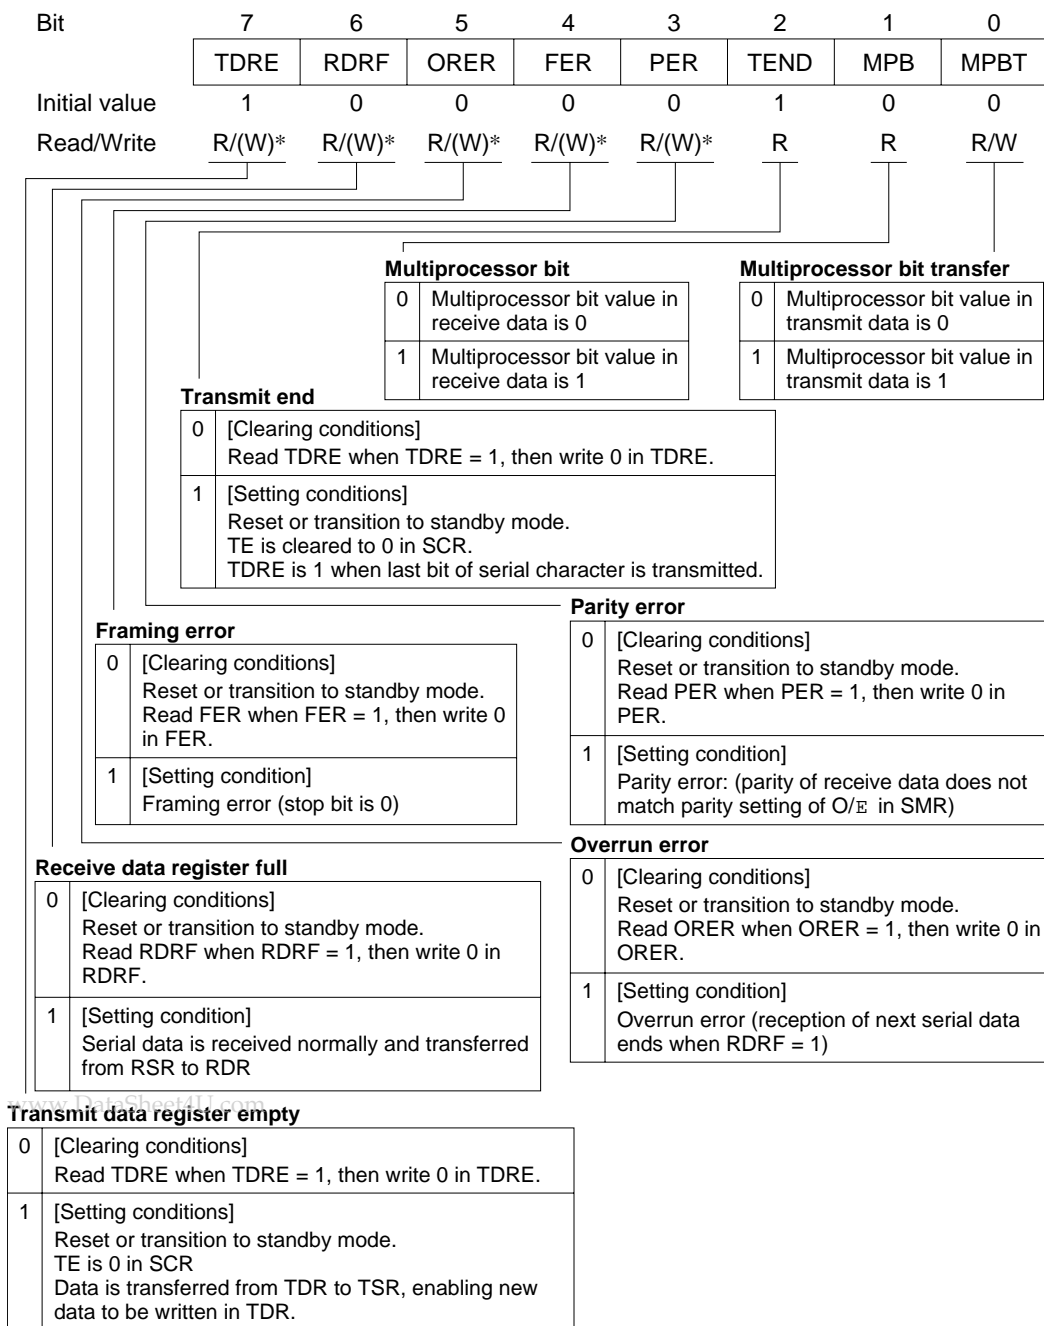 Bit 7 6 5 4 3 2 1 0
TDRE RDRF ORER FER PER TEND MPB MPBT
Initial value 1 0 0 0 0 1 0 0
Read/Write R/(W)* R/(W)* R/(W)* R/(W)* R/(W)* R R R/W
Multiprocessor bit
0 Multiprocessor bit value in
receive data is 0
1 Multiprocessor bit value in
receive data is 1
Multiprocessor bit transfer
0 Multiprocessor bit value in
transmit data is 0
1 Multiprocessor bit value in
transmit data is 1
Transmit end
0 [Clearing conditions]
Read TDRE when TDRE = 1, then write 0 in TDRE.
1 [Setting conditions]
Reset or transition to standby mode.
TE is cleared to 0 in SCR.
TDRE is 1 when last bit of serial character is transmitted.
Parity error
0 [Clearing conditions]
Reset or transition to standby mode.
Read PER when PER = 1, then write 0 in
PER.
1 [Setting condition]
Parity error: (parity of receive data does not
match parity setting of O/E in SMR)
Framing error
0 [Clearing conditions]
Reset or transition to standby mode.
Read FER when FER = 1, then write 0
in FER.
1 [Setting condition]
Framing error (stop bit is 0)
Overrun error
0 [Clearing conditions]
Reset or transition to standby mode.
Read ORER when ORER = 1, then write 0 in
ORER.
1 [Setting condition]
Overrun error (reception of next serial data
ends when RDRF = 1)
Receive data register full
0 [Clearing conditions]
Reset or transition to standby mode.
Read RDRF when RDRF = 1, then write 0 in
RDRF.
1 [Setting condition]
Serial data is received normally and transferred
from RSR to RDR
www.DataSheet4U.com
Transmit data register empty
0 [Clearing conditions]
Read TDRE when TDRE = 1, then write 0 in TDRE.
1 [Setting conditions]
Reset or transition to standby mode.
TE is 0 in SCR
Data is transferred from TDR to TSR, enabling new
data to be written in TDR.